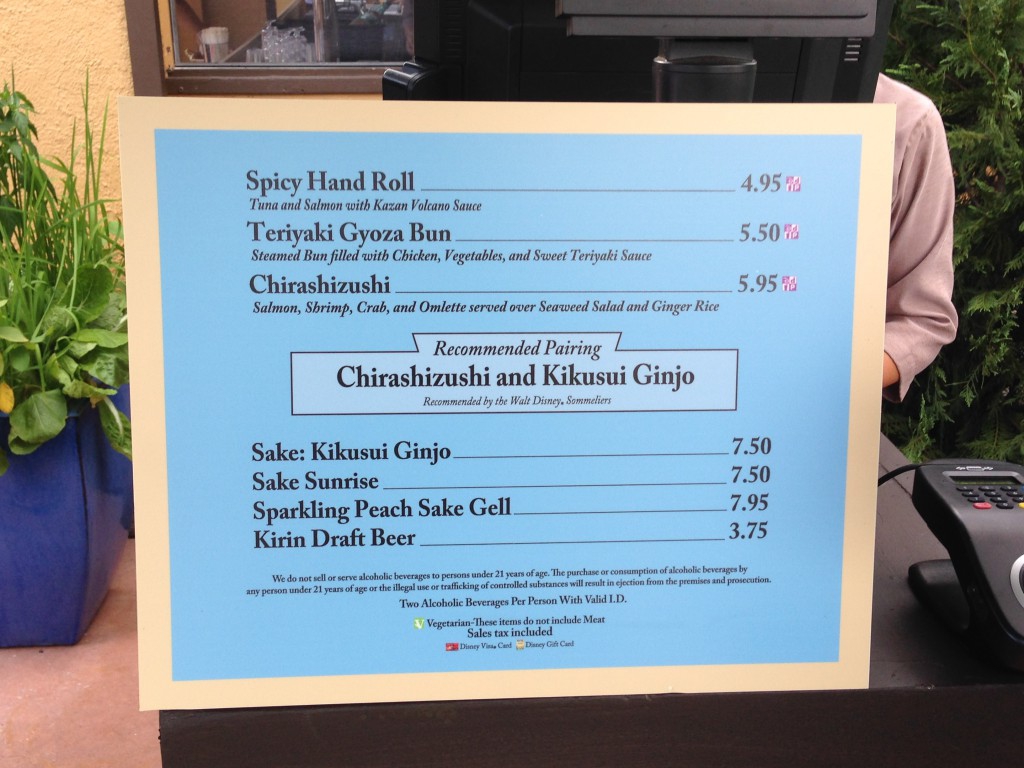 Spicy Hand Roll 4.95
Tuna and Salmon with Kazan Volcano Sauce
Teriyaki Gyoza Bun 5.50
Steamed Bun filled with Chicken, Vegetables, and Sweet Teriyaki Sauce
Chirashizushi 5.95
Salmon, Shrimp, Crab, and Omlette served over Seaweed Salad and Ginger Rice
Recommended Pairing
Chirashizushi and Kikusui Ginjo
Recommended by the Walt Disney® Sommeliers
Sake: Kikusui Ginjo 7.50
Sake Sunrise 7.50
Sparkling Peach Sake Gell 7.95
Kirin Draft Beer 3.75
We do not sell or serve alcoholic beverages to persons under 21 years of age. The purchase or consumption of alcoholic beverages by
any person under 21 years of age or the illegal use or trafficking of controlled substances will result in ejection from the premises and prosecution.
Two Alcoholic Beverages Per Person With Valid I.D.
V Vegetarian-These items do not include Meat
Sales tax included
Disney Visa® Card Disney Gift Card